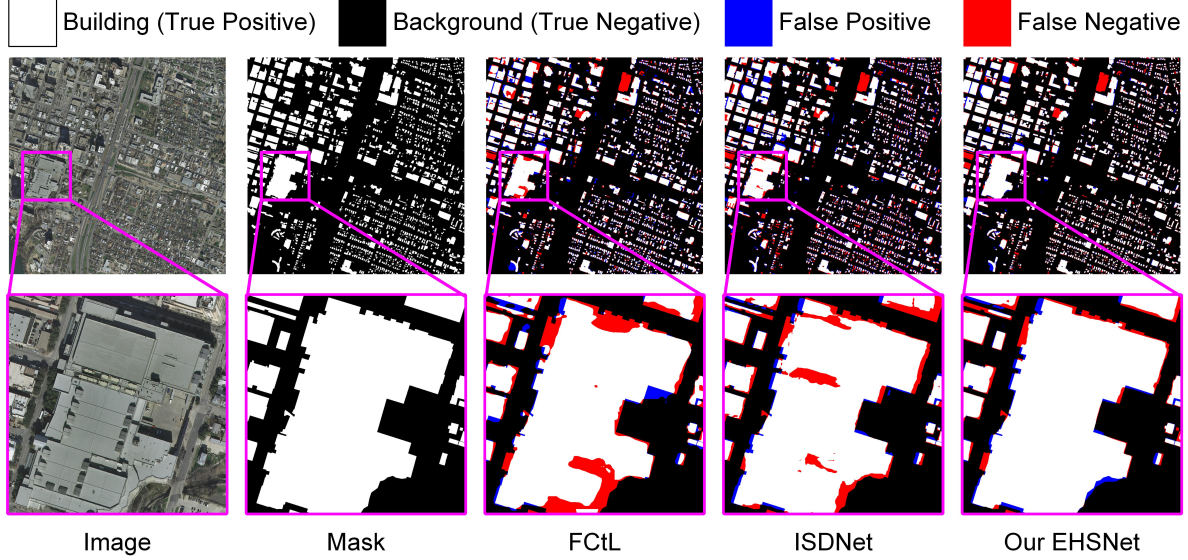 Building (True Positive)
Background (True Negative)
False Positive
False Negative
Image
Mask
FCtL
ISDNet
Our EHSNet